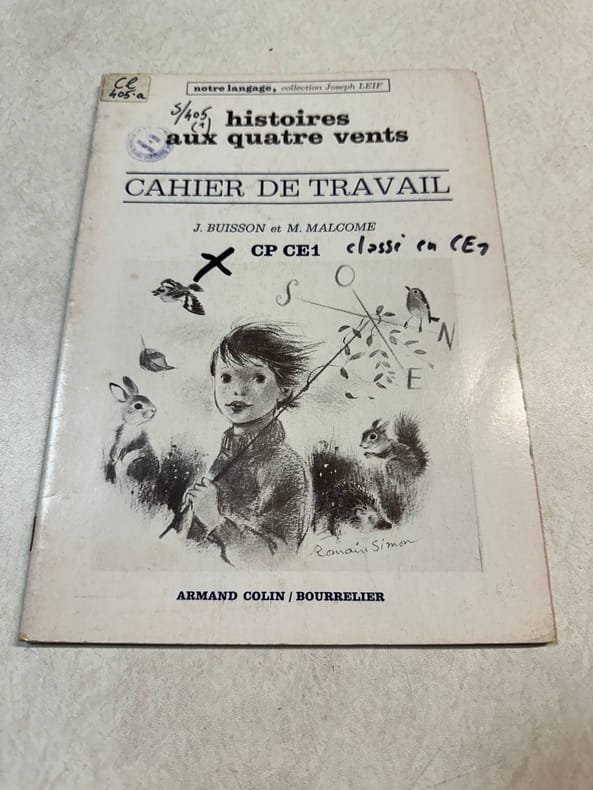 CC
405-a
notre langage, collection Joseph LEIF
S/405
(1)
histoires
aux quatre vents
CAHIER DE TRAVAIL
J. BUISSON et M. MALCOME
CP CE1 classé en CE1
S
O
N
E
Romain Simon
ARMAND COLIN / BOURRELIER